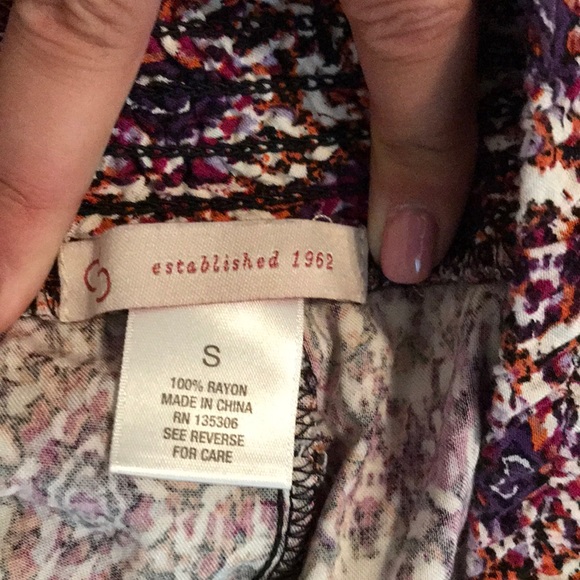 established 1962
S
100% RAYON
MADE IN CHINA
RN 135306
SEE REVERSE
FOR CARE